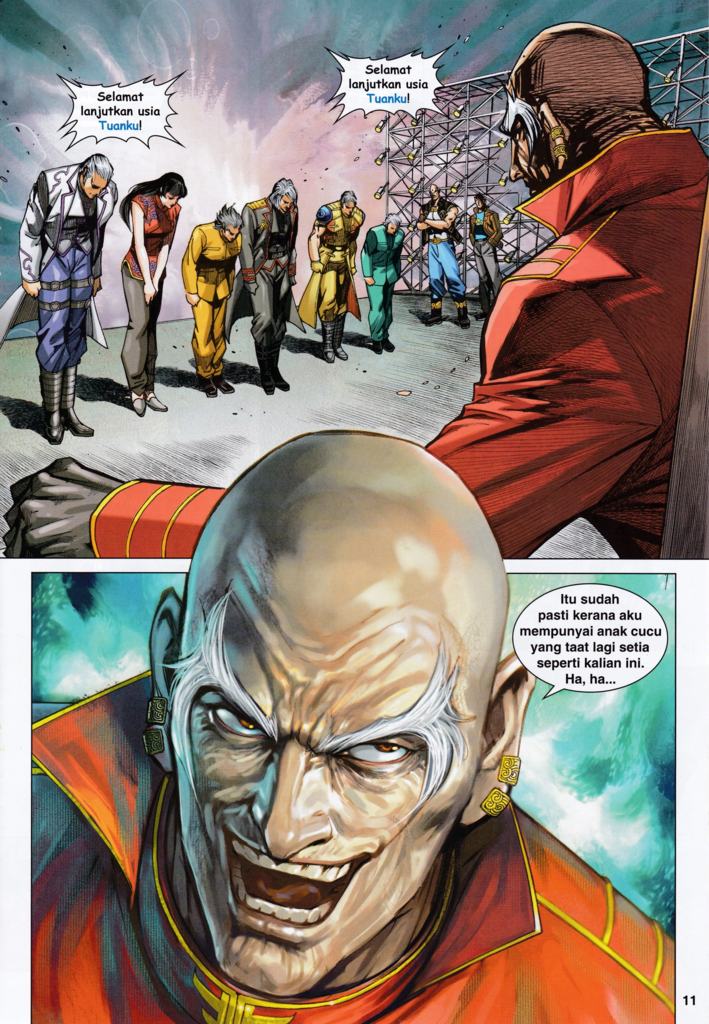 Selamat
lanjutkan usia
Tuanku!
Selamat
lanjutkan usia
Tuanku!
Itu sudah
pasti kerana aku
mempunyai anak cucu
yang taat lagi setia
seperti kalian ini.
Ha, ha...
11